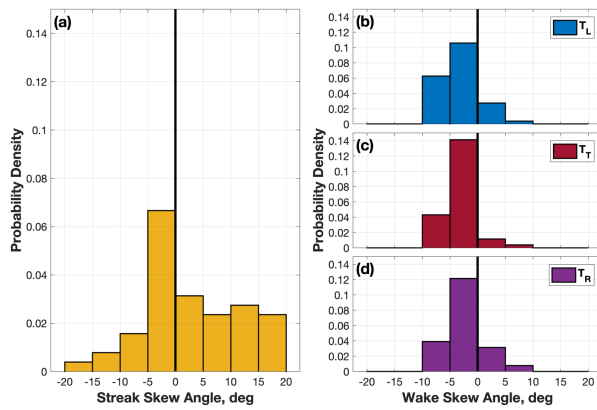 (a)
0.14
0.12
0.1
0.08
0.06
0.04
0.02
0
-20 -15 -10 -5 0 5 10 15 20
Streak Skew Angle, deg
Probability Density
(b)
T_L
0.14
0.12
0.1
0.08
0.06
0.04
0.02
0
(c)
T_T
0.14
0.12
0.1
0.08
0.06
0.04
0.02
0
(d)
T_R
0.14
0.12
0.1
0.08
0.06
0.04
0.02
0
-20 -15 -10 -5 0 5 10 15 20
Wake Skew Angle, deg
Probability Density